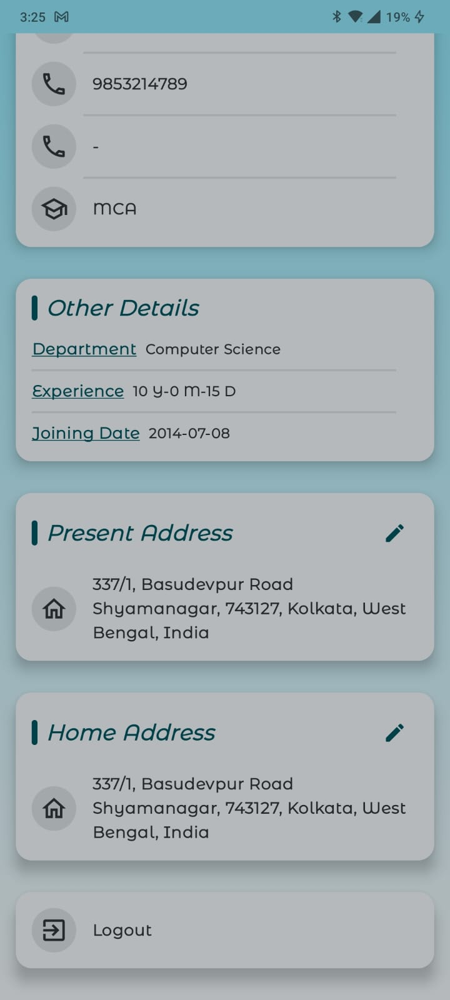 3:25 19%
9853214789
-
MCA
Other Details
Department Computer Science
Experience 10 Y-0 M-15 D
Joining Date 2014-07-08
Present Address
337/1, Basudevpur Road
Shyamanagar, 743127, Kolkata, West
Bengal, India
Home Address
337/1, Basudevpur Road
Shyamanagar, 743127, Kolkata, West
Bengal, India
Logout